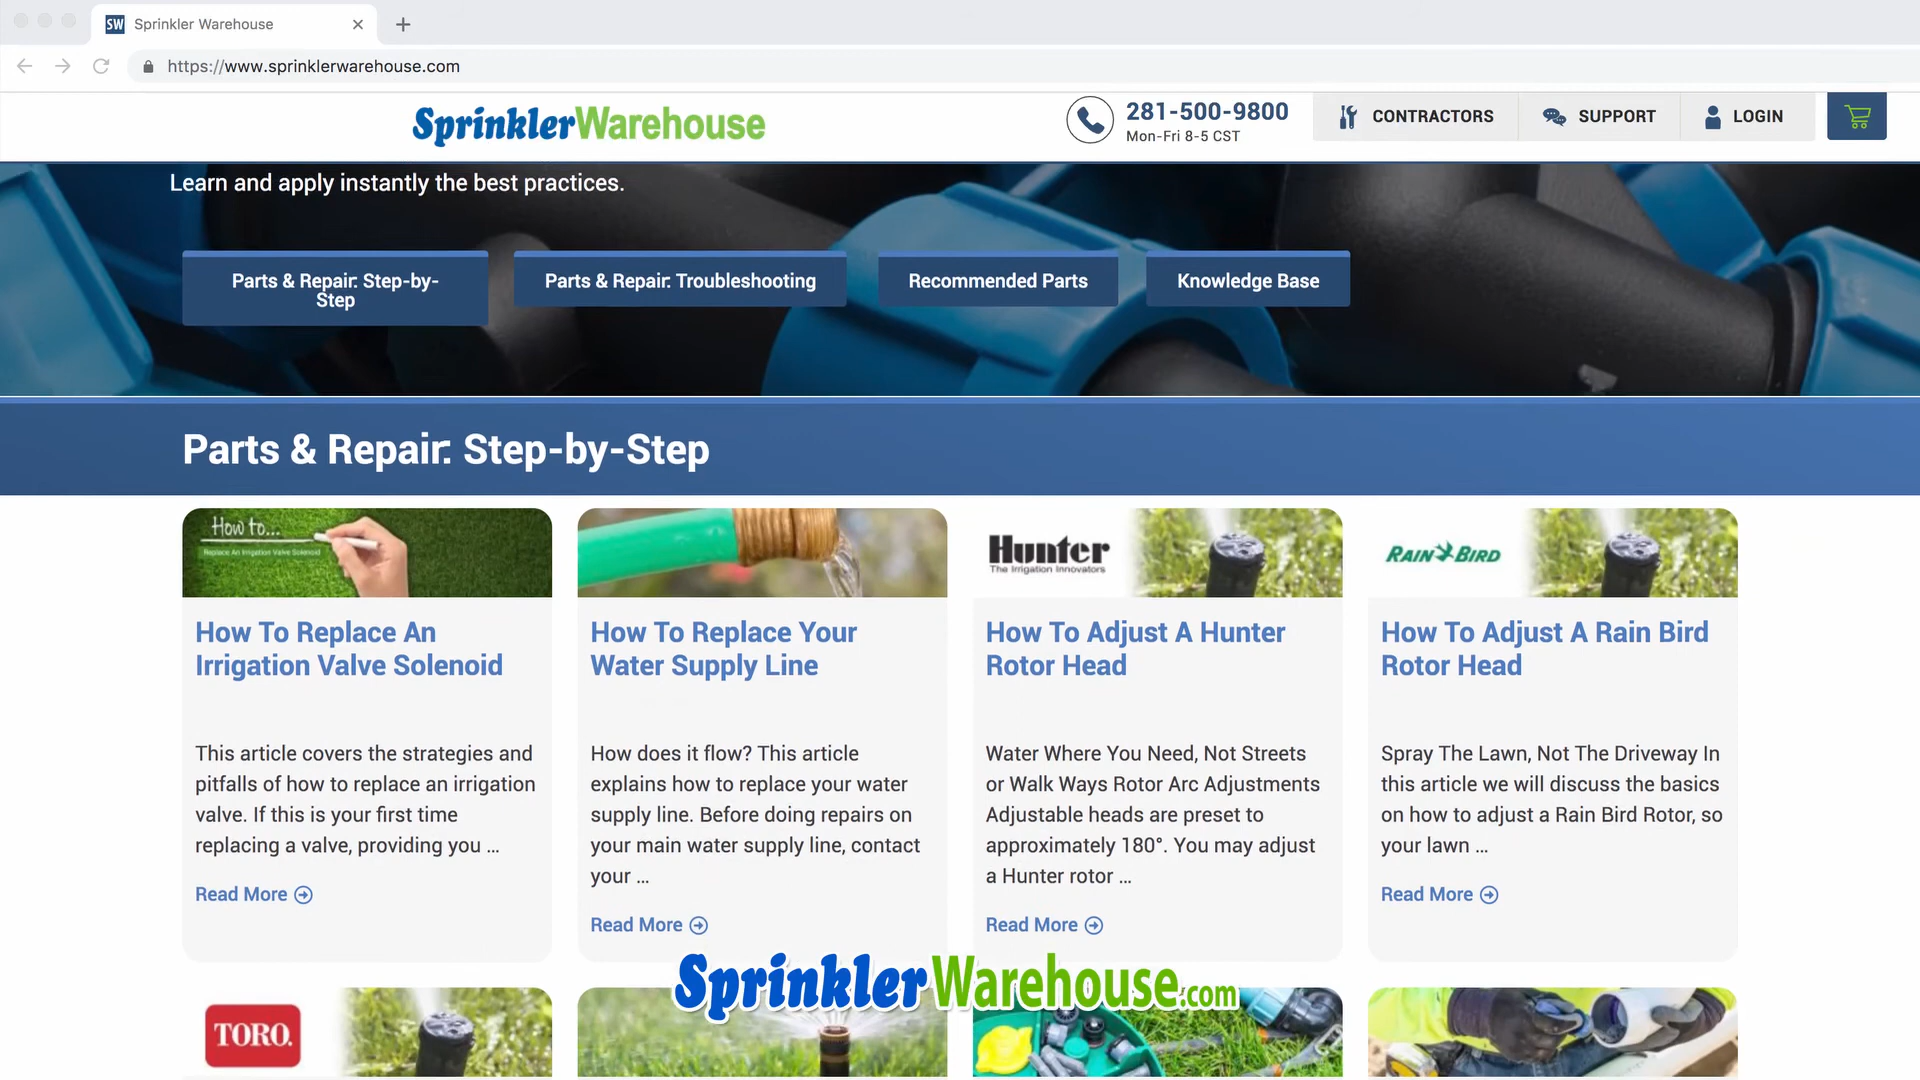 SW Sprinkler Warehouse
https://www.sprinklerwarehouse.com
SprinklerWarehouse
281-500-9800
Mon-Fri 8-5 CST
CONTRACTORS
SUPPORT
LOGIN
Learn and apply instantly the best practices.
Parts & Repair: Step-by-
Step
Parts & Repair: Troubleshooting
Recommended Parts
Knowledge Base
Parts & Repair: Step-by-Step
How to...
Replace An Irrigation Valve Solenoid
How To Replace An
Irrigation Valve Solenoid
This article covers the strategies and
pitfalls of how to replace an irrigation
valve. If this is your first time
replacing a valve, providing you ...
Read More
How To Replace Your
Water Supply Line
How does it flow? This article
explains how to replace your water
supply line. Before doing repairs on
your main water supply line, contact
your ...
Read More
Hunter
The Irrigation Innovators
How To Adjust A Hunter
Rotor Head
Water Where You Need, Not Streets
or Walk Ways Rotor Arc Adjustments
Adjustable heads are preset to
approximately 180°. You may adjust
a Hunter rotor ...
Read More
RAIN BIRD
How To Adjust A Rain Bird
Rotor Head
Spray The Lawn, Not The Driveway In
this article we will discuss the basics
on how to adjust a Rain Bird Rotor, so
your lawn ...
Read More
SprinklerWarehouse.com
TORO.